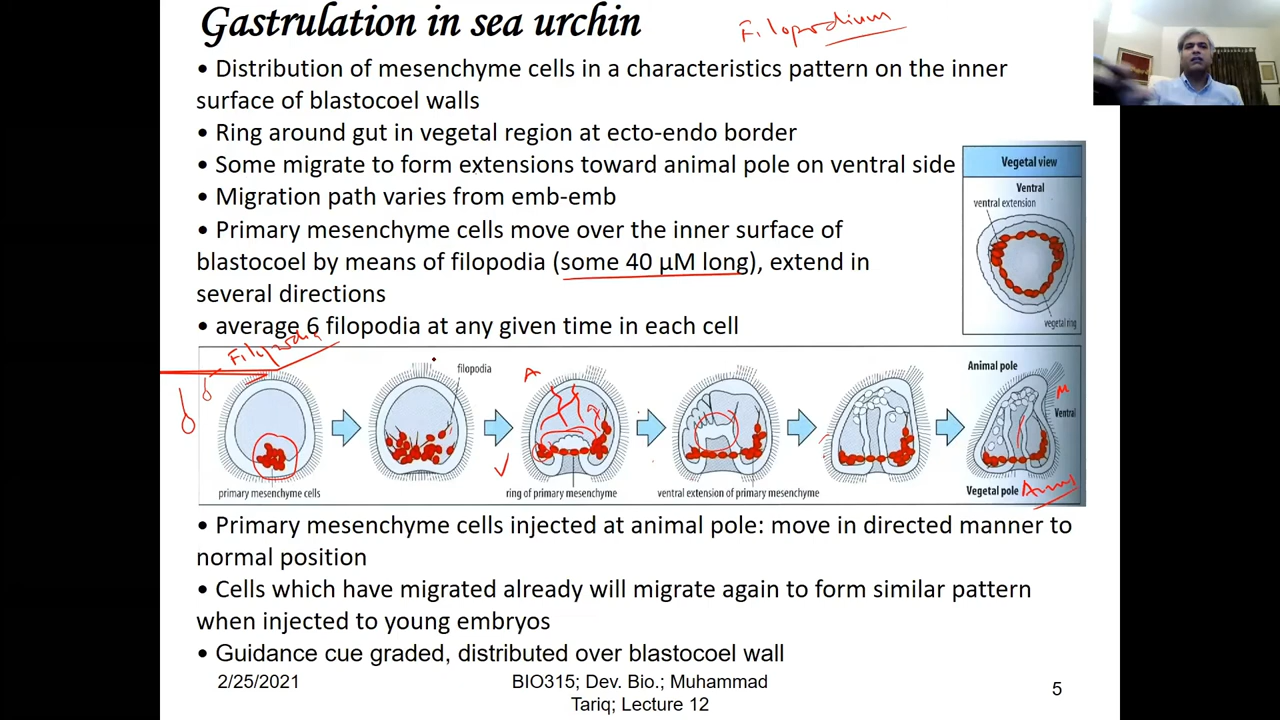 Gastrulation in sea urchin
Filopodium
• Distribution of mesenchyme cells in a characteristics pattern on the inner
surface of blastocoel walls
• Ring around gut in vegetal region at ecto-endo border
• Some migrate to form extensions toward animal pole on ventral side
• Migration path varies from emb-emb
• Primary mesenchyme cells move over the inner surface of
blastocoel by means of filopodia (some 40 µM long), extend in
several directions
• average 6 filopodia at any given time in each cell
Vegetal view
Ventral
ventral extension
vegetal ring
Filopodia
filopodia
A
Animal pole
Ventral
primary mesenchyme cells
ring of primary mesenchyme
ventral extension of primary mesenchyme
Vegetal pole
Anus
M
• Primary mesenchyme cells injected at animal pole: move in directed manner to
normal position
• Cells which have migrated already will migrate again to form similar pattern
when injected to young embryos
• Guidance cue graded, distributed over blastocoel wall
2/25/2021
BIO315; Dev. Bio.; Muhammad
Tariq; Lecture 12
5